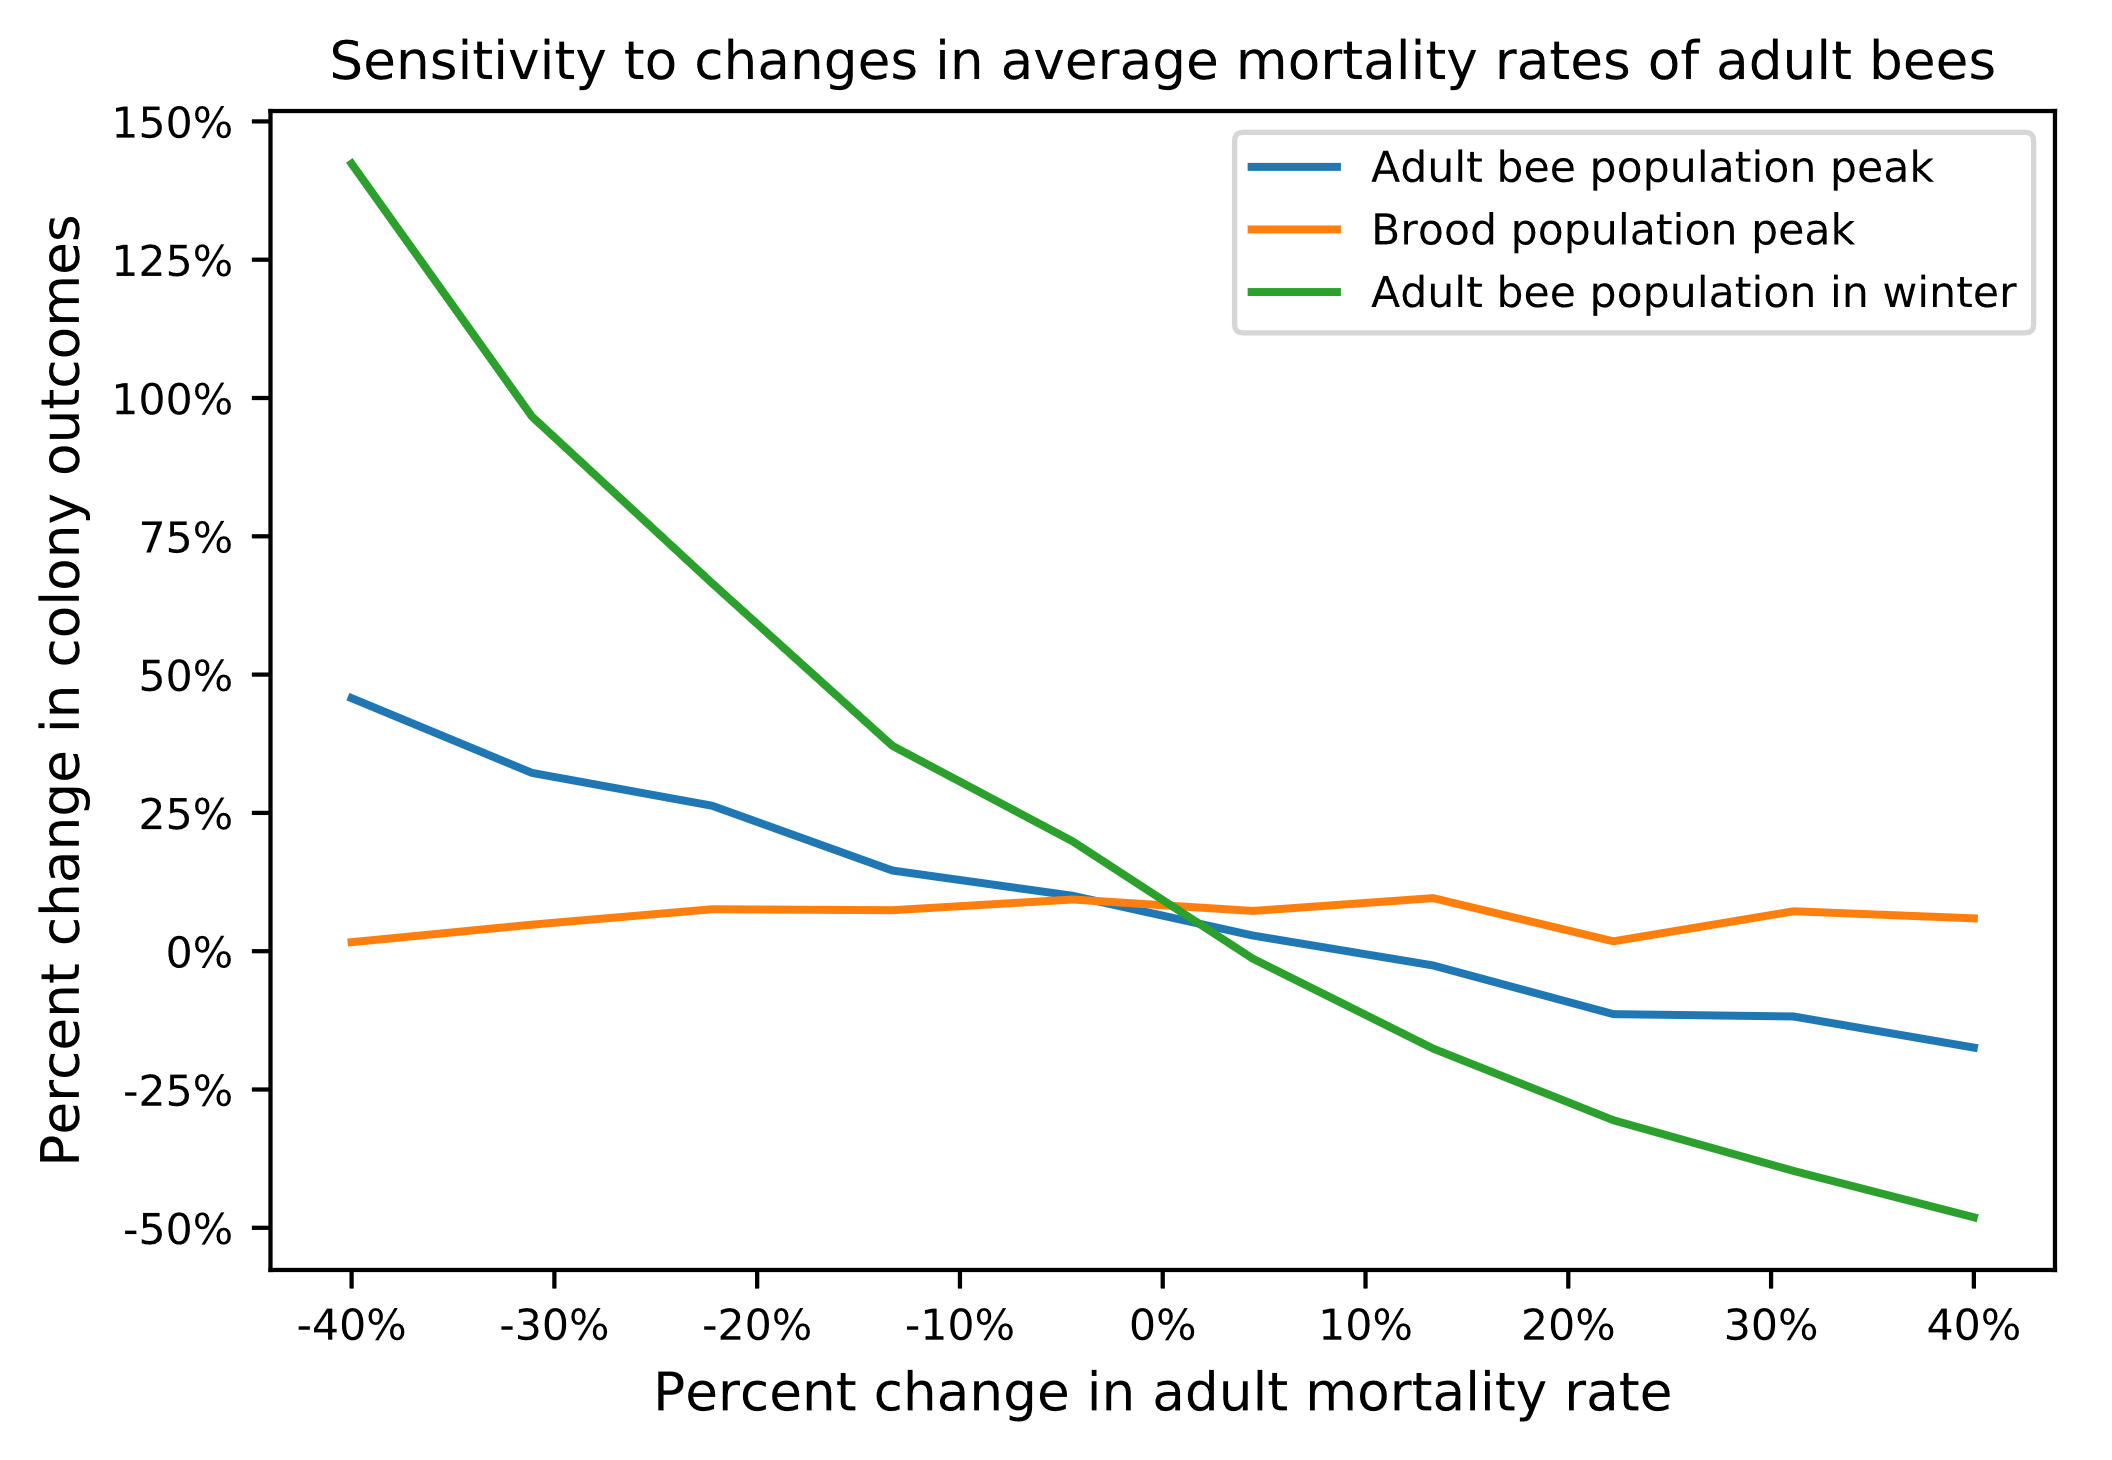 Sensitivity to changes in average mortality rates of adult bees
150%
125%
100%
75%
50%
25%
0%
-25%
-50%
Percent change in colony outcomes
Adult bee population peak
Brood population peak
Adult bee population in winter
-40% -30% -20% -10% 0% 10% 20% 30% 40%
Percent change in adult mortality rate